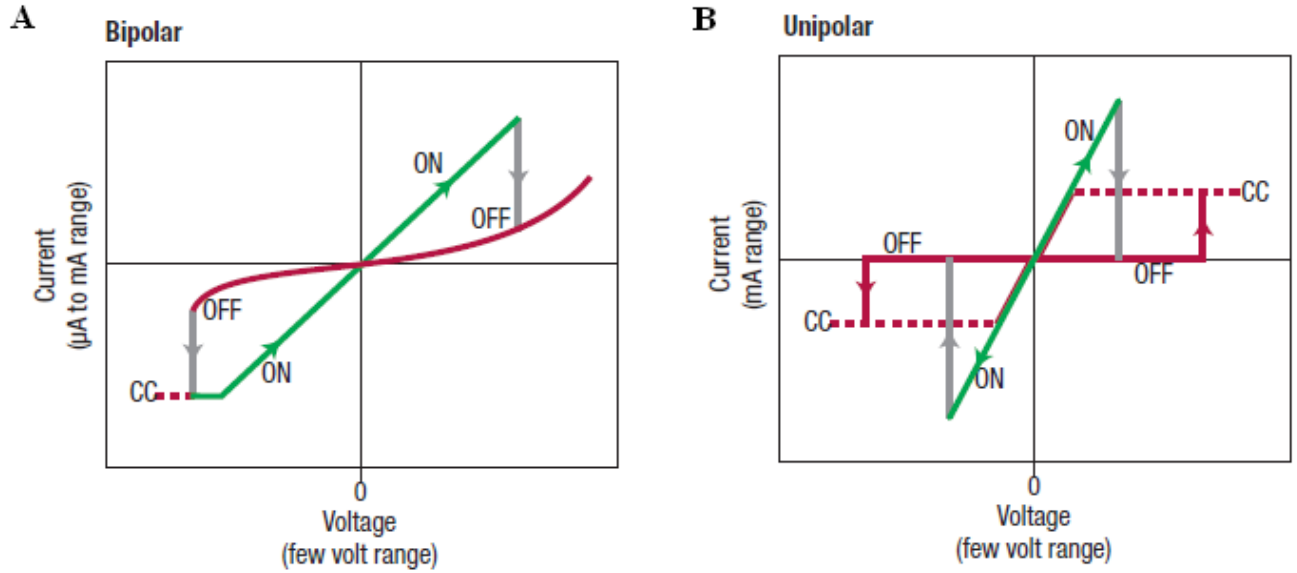 A
Bipolar
ON
OFF
OFF
ON
CC
Current
(µA to mA range)
0
Voltage
(few volt range)
B
Unipolar
ON
CC
OFF
OFF
CC
ON
Current
(mA range)
0
Voltage
(few volt range)